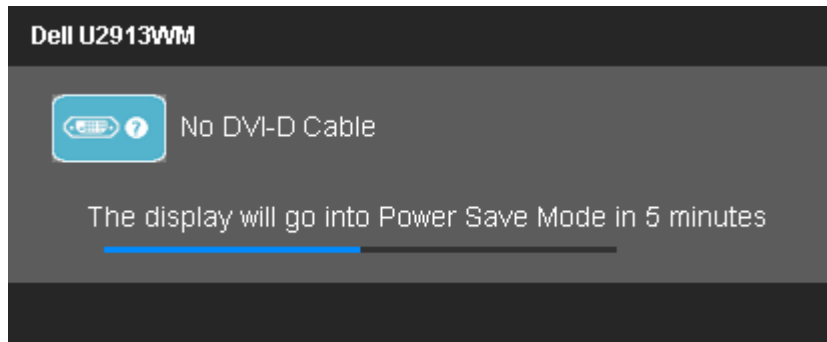 Dell U2913WM
No DVI-D Cable
The display will go into Power Save Mode in 5 minutes